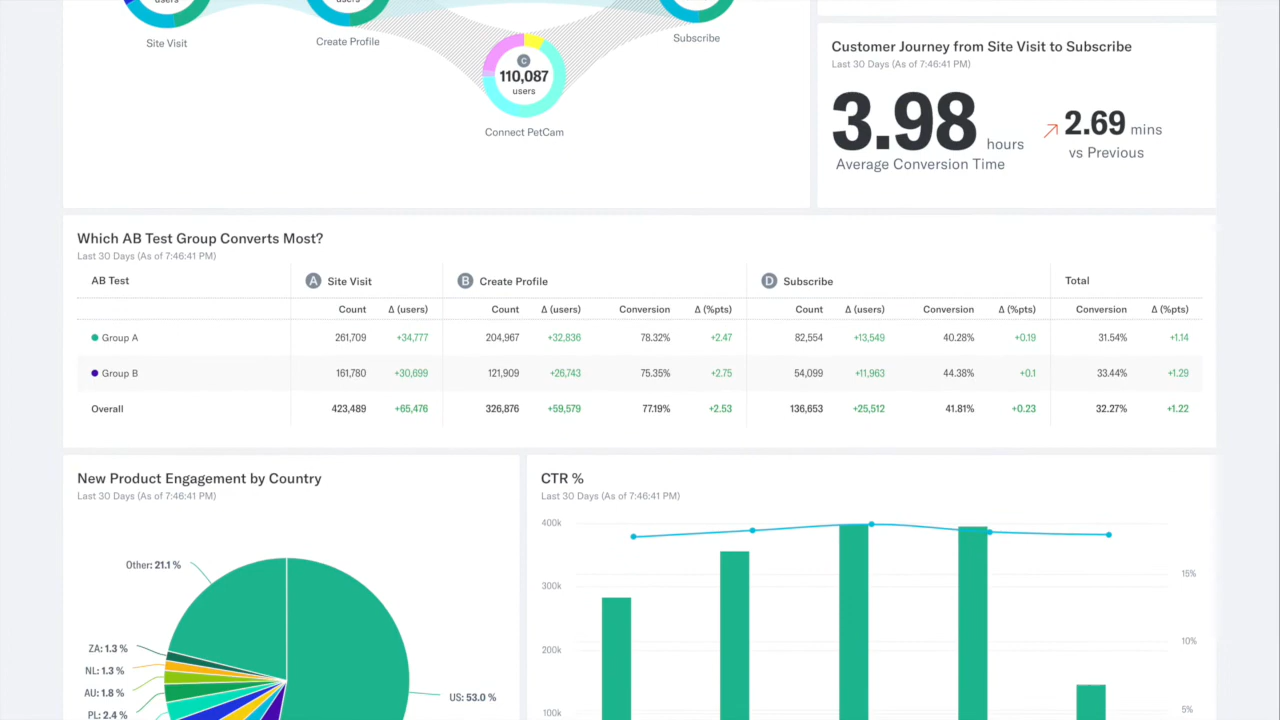 users
users
users
Site Visit
Create Profile
Subscribe
C
110,087
users
Connect PetCam
Customer Journey from Site Visit to Subscribe
Last 30 Days (As of 7:46:41 PM)
3.98 hours
Average Conversion Time
2.69 mins
vs Previous
Which AB Test Group Converts Most?
Last 30 Days (As of 7:46:41 PM)
AB Test A Site Visit B Create Profile D Subscribe Total
Count Δ (users) Count Δ (users) Conversion Δ (%pts) Count Δ (users) Conversion Δ (%pts) Conversion Δ (%pts)
Group A 261,709 +34,777 204,967 +32,836 78.32% +2.47 82,554 +13,549 40.28% +0.19 31.54% +1.14
Group B 161,780 +30,699 121,909 +26,743 75.35% +2.75 54,099 +11,963 44.38% +0.1 33.44% +1.29
Overall 423,489 +65,476 326,876 +59,579 77.19% +2.53 136,653 +25,512 41.81% +0.23 32.27% +1.22
New Product Engagement by Country
Last 30 Days (As of 7:46:41 PM)
Other: 21.1 %
ZA: 1.3 %
NL: 1.3 %
AU: 1.8 %
PL: 2.4 %
US: 53.0 %
CTR %
Last 30 Days (As of 7:46:41 PM)
400k
300k
200k
100k
15%
10%
5%